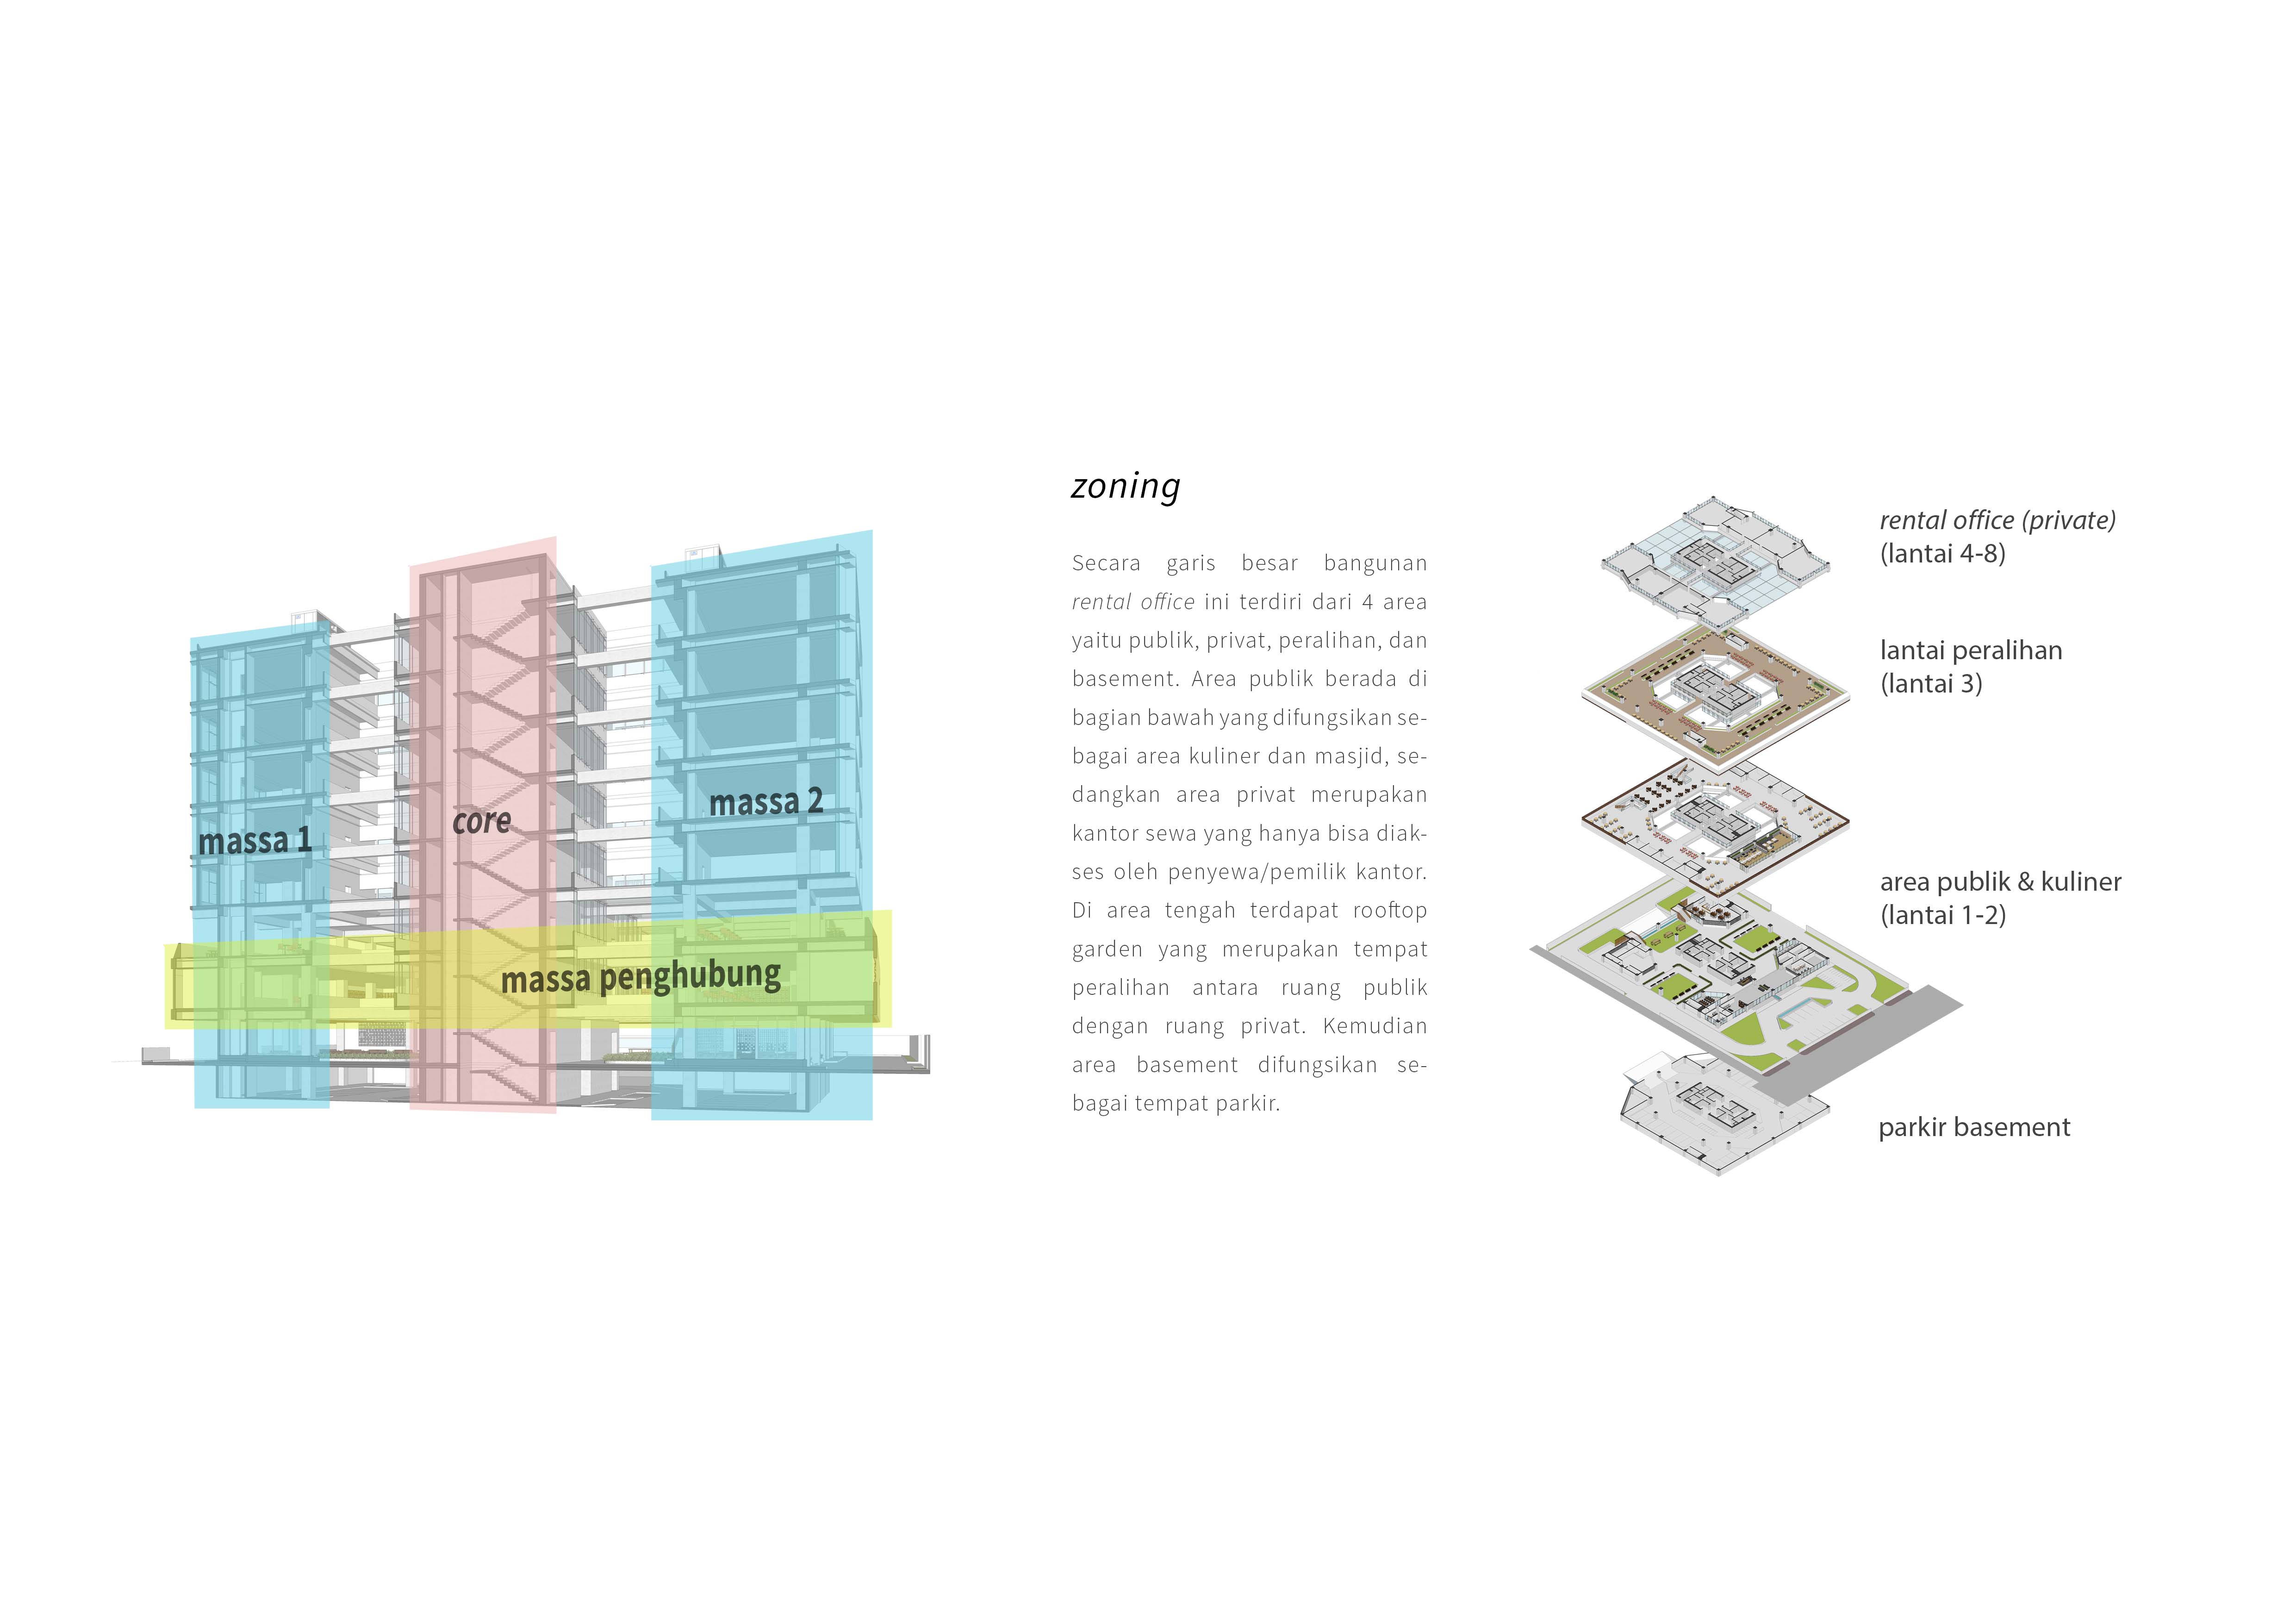 massa 1
core
massa 2
massa penghubung
zoning
Secara garis besar bangunan
rental office ini terdiri dari 4 area
yaitu publik, privat, peralihan, dan
basement. Area publik berada di
bagian bawah yang difungsikan se-
bagai area kuliner dan masjid, se-
dangkan area privat merupakan
kantor sewa yang hanya bisa diak-
ses oleh penyewa/pemilik kantor.
Di area tengah terdapat rooftop
garden yang merupakan tempat
peralihan antara ruang publik
dengan ruang privat. Kemudian
area basement difungsikan se-
bagai tempat parkir.
rental office (private)
(lantai 4-8)
lantai peralihan
(lantai 3)
area publik & kuliner
(lantai 1-2)
parkir basement